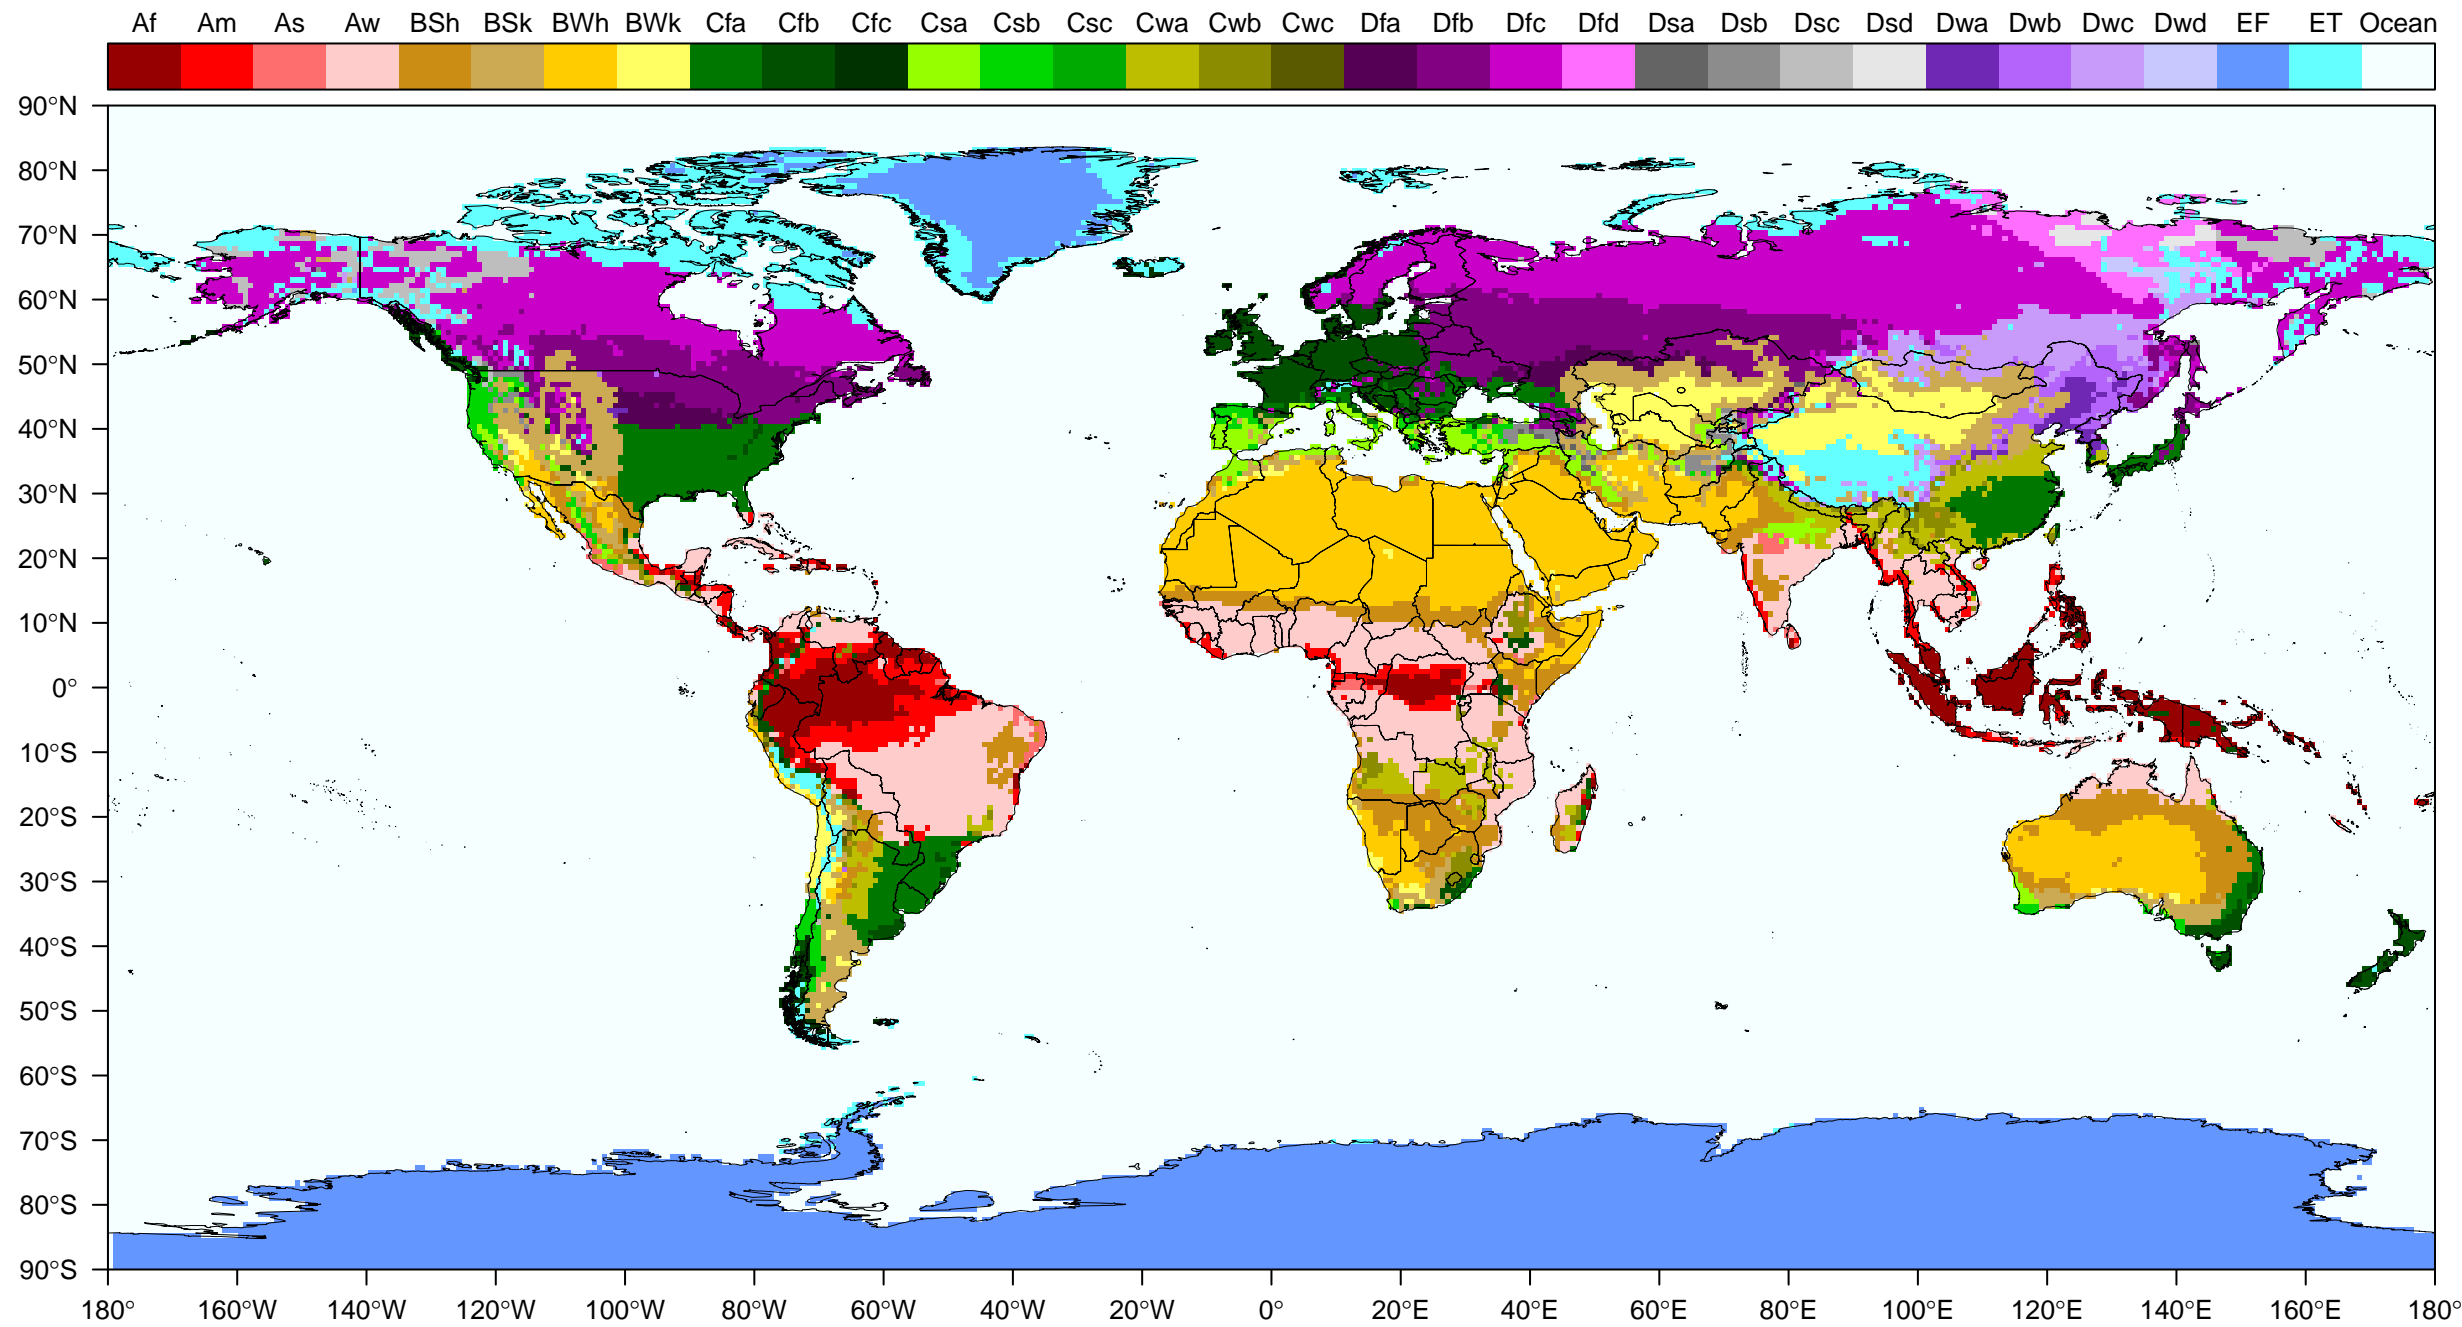 Af Am As Aw BSh BSk BWh BWk Cfa Cfb Cfc Csa Csb Csc Cwa Cwb Cwc Dfa Dfb Dfc Dfd Dsa Dsb Dsc Dsd Dwa Dwb Dwc Dwd EF ET Ocean
90°N
80°N
70°N
60°N
50°N
40°N
30°N
20°N
10°N
0°
10°S
20°S
30°S
40°S
50°S
60°S
70°S
80°S
90°S
180° 160°W 140°W 120°W 100°W 80°W 60°W 40°W 20°W 0° 20°E 40°E 60°E 80°E 100°E 120°E 140°E 160°E 180°